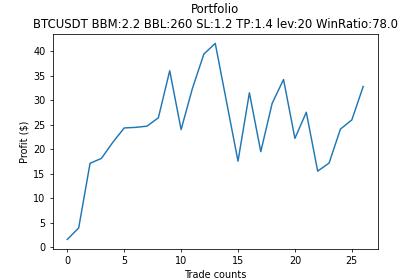 Portfolio
BTCUSDT BBM:2.2 BBL:260 SL:1.2 TP:1.4 lev:20 WinRatio:78.0
40
35
30
25
20
15
10
5
0
Profit ($)
0 5 10 15 20 25
Trade counts